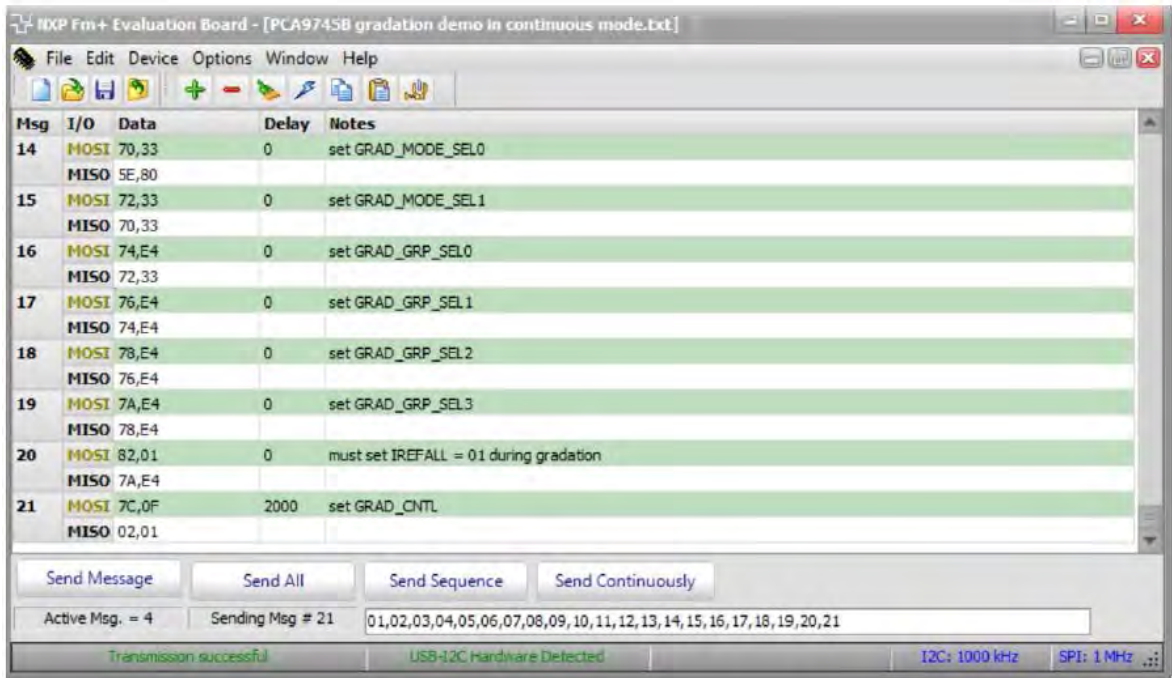 NXP Fm+ Evaluation Board - [PCA9745B gradation demo in continuous mode.txt]
File Edit Device Options Window Help
Msg I/O Data Delay Notes
14 MOSI 70,33 0 set GRAD_MODE_SEL0
MISO 5E,80
15 MOSI 72,33 0 set GRAD_MODE_SEL1
MISO 70,33
16 MOSI 74,E4 0 set GRAD_GRP_SEL0
MISO 72,33
17 MOSI 76,E4 0 set GRAD_GRP_SEL1
MISO 74,E4
18 MOSI 78,E4 0 set GRAD_GRP_SEL2
MISO 76,E4
19 MOSI 7A,E4 0 set GRAD_GRP_SEL3
MISO 78,E4
20 MOSI 82,01 0 must set IREFALL = 01 during gradation
MISO 7A,E4
21 MOSI 7C,0F 2000 set GRAD_CNTL
MISO 02,01
Send Message Send All Send Sequence Send Continuously
Active Msg. = 4 Sending Msg # 21 01,02,03,04,05,06,07,08,09,10,11,12,13,14,15,16,17,18,19,20,21
Transmission successful USB-I2C Hardware Detected I2C: 1000 kHz SPI: 1 MHz